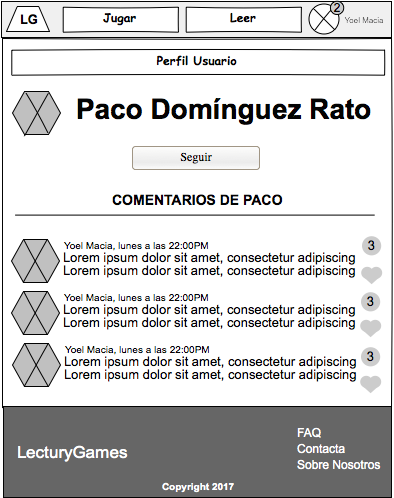 LG
Jugar
Leer
2
Yoel Macia
Perfil Usuario
Paco Domínguez Rato
Seguir
COMENTARIOS DE PACO
Yoel Macia, lunes a las 22:00PM
Lorem ipsum dolor sit amet, consectetur adipiscing
Lorem ipsum dolor sit amet, consectetur adipiscing
3
Yoel Macia, lunes a las 22:00PM
Lorem ipsum dolor sit amet, consectetur adipiscing
Lorem ipsum dolor sit amet, consectetur adipiscing
3
Yoel Macia, lunes a las 22:00PM
Lorem ipsum dolor sit amet, consectetur adipiscing
Lorem ipsum dolor sit amet, consectetur adipiscing
3
LecturyGames
FAQ
Contacta
Sobre Nosotros
Copyright 2017